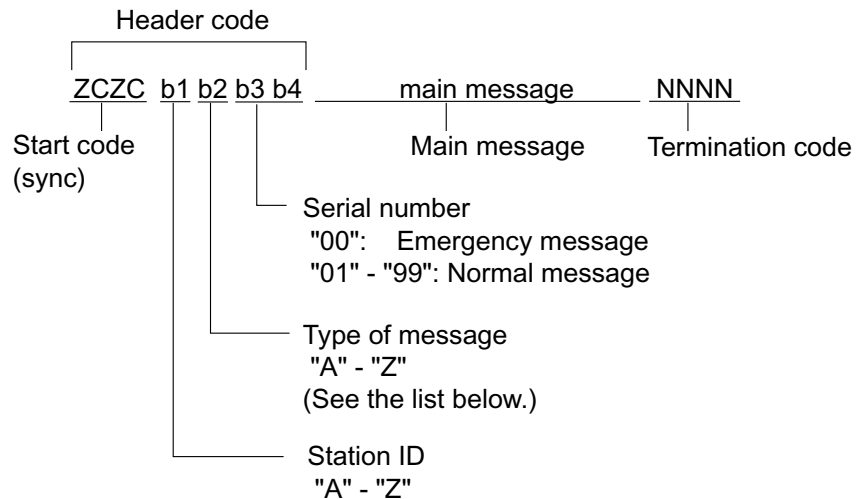 Header code
ZCZC b1 b2 b3 b4 main message NNNN
Start code
(sync)
Main message
Termination code
Serial number
"00": Emergency message
"01" - "99": Normal message
Type of message
"A" - "Z"
(See the list below.)
Station ID
"A" - "Z"